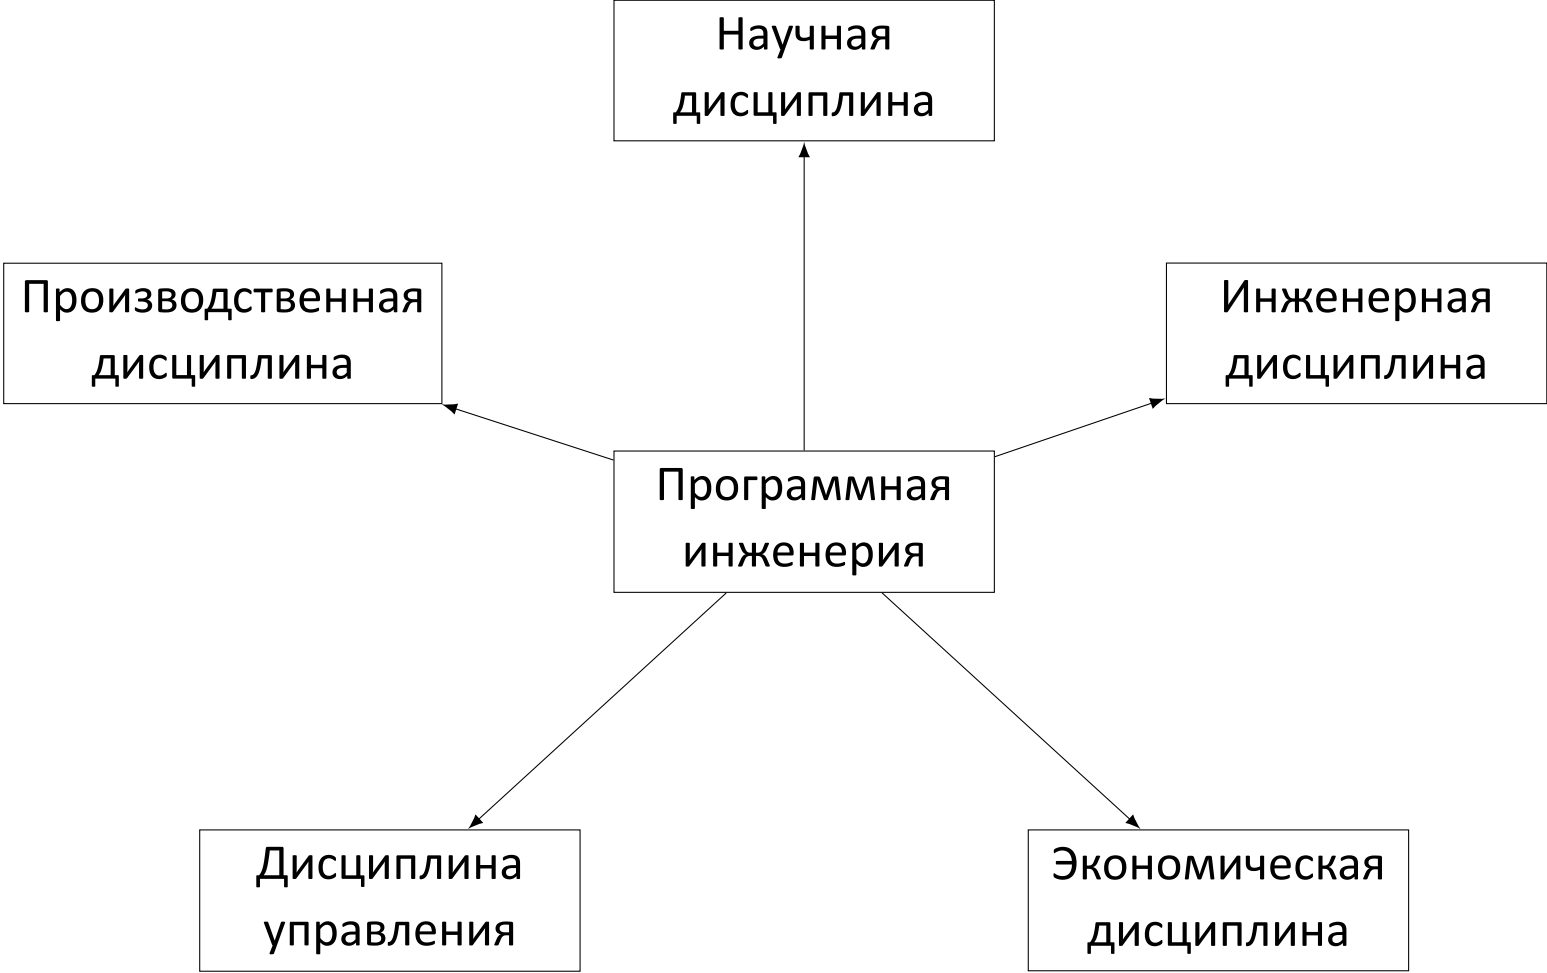 Научная
дисциплина
Производственная
дисциплина
Инженерная
дисциплина
Программная
инженерия
Дисциплина
управления
Экономическая
дисциплина